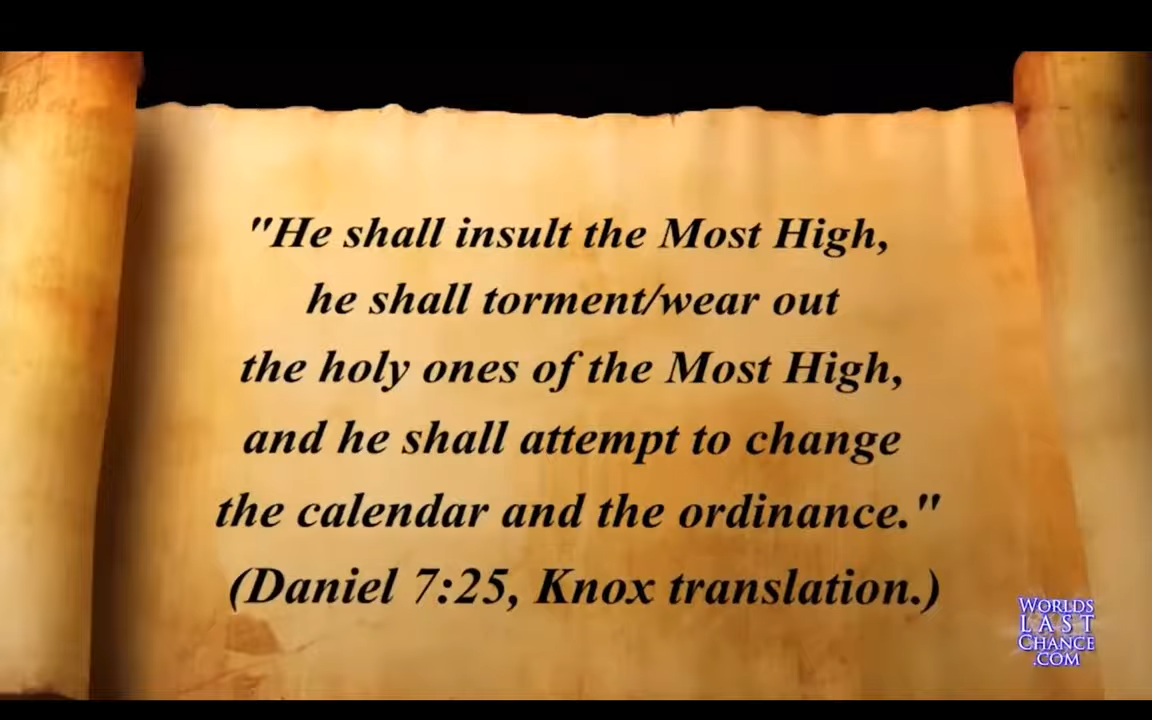 "He shall insult the Most High,
he shall torment/wear out
the holy ones of the Most High,
and he shall attempt to change
the calendar and the ordinance."
(Daniel 7:25, Knox translation.)
WORLDS
LAST
CHANCE
.COM